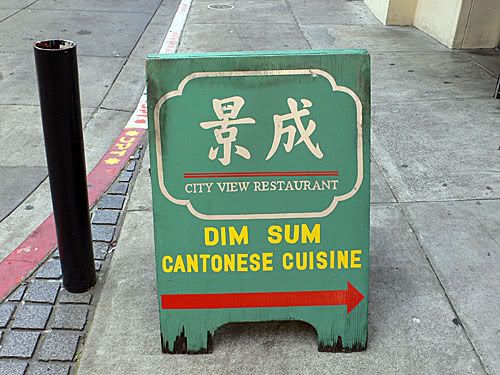 景成
CITY VIEW RESTAURANT
DIM SUM
CANTONESE CUISINE